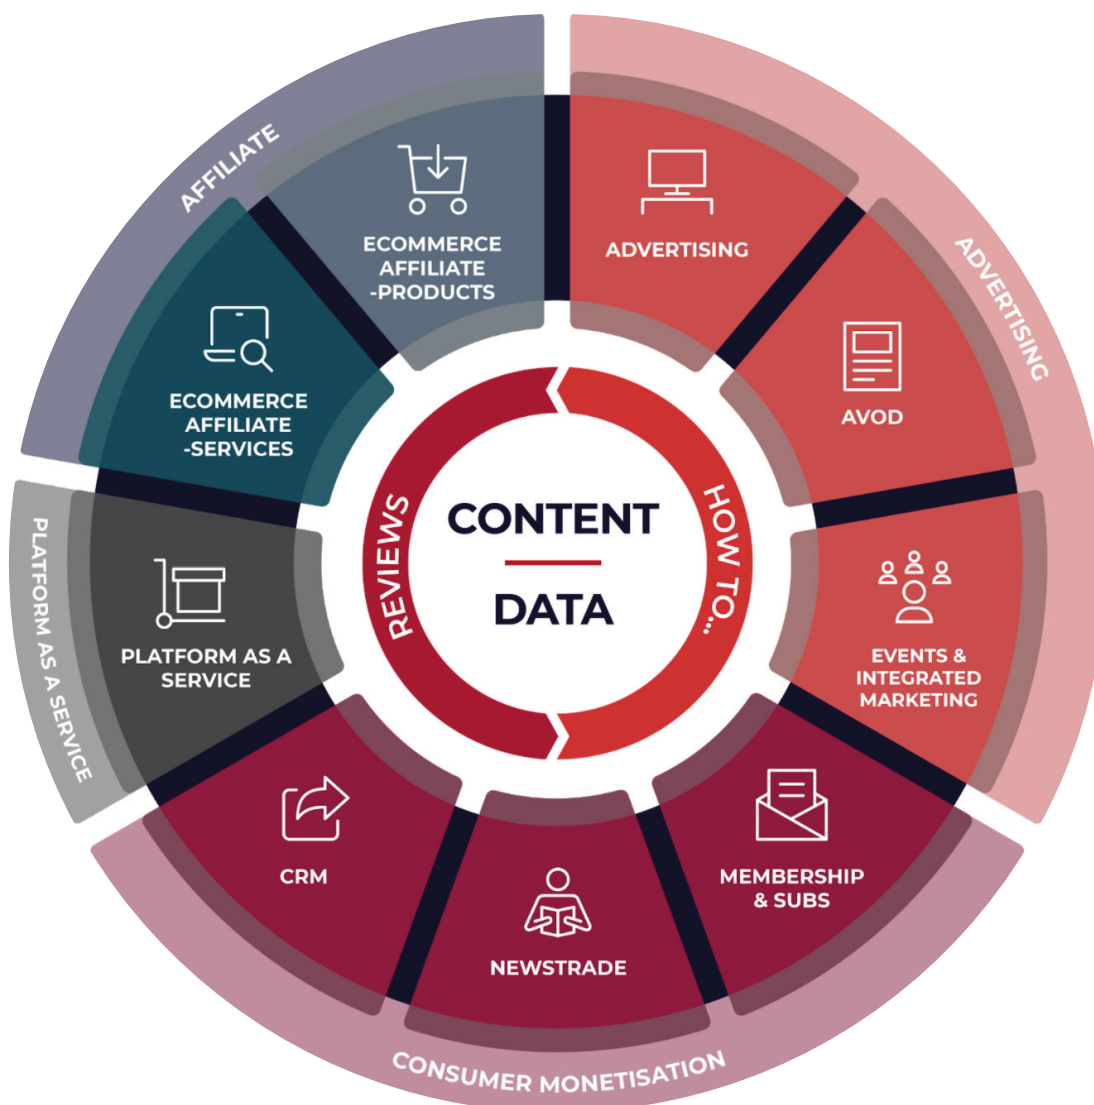 AFFILIATE
ADVERTISING
PLATFORM AS A SERVICE
CONSUMER MONETISATION
ECOMMERCE
AFFILIATE
-PRODUCTS
ADVERTISING
ECOMMERCE
AFFILIATE
-SERVICES
AVOD
PLATFORM AS A
SERVICE
EVENTS &
INTEGRATED
MARKETING
CRM
NEWSTRADE
MEMBERSHIP
& SUBS
REVIEWS
HOW TO...
CONTENT
DATA